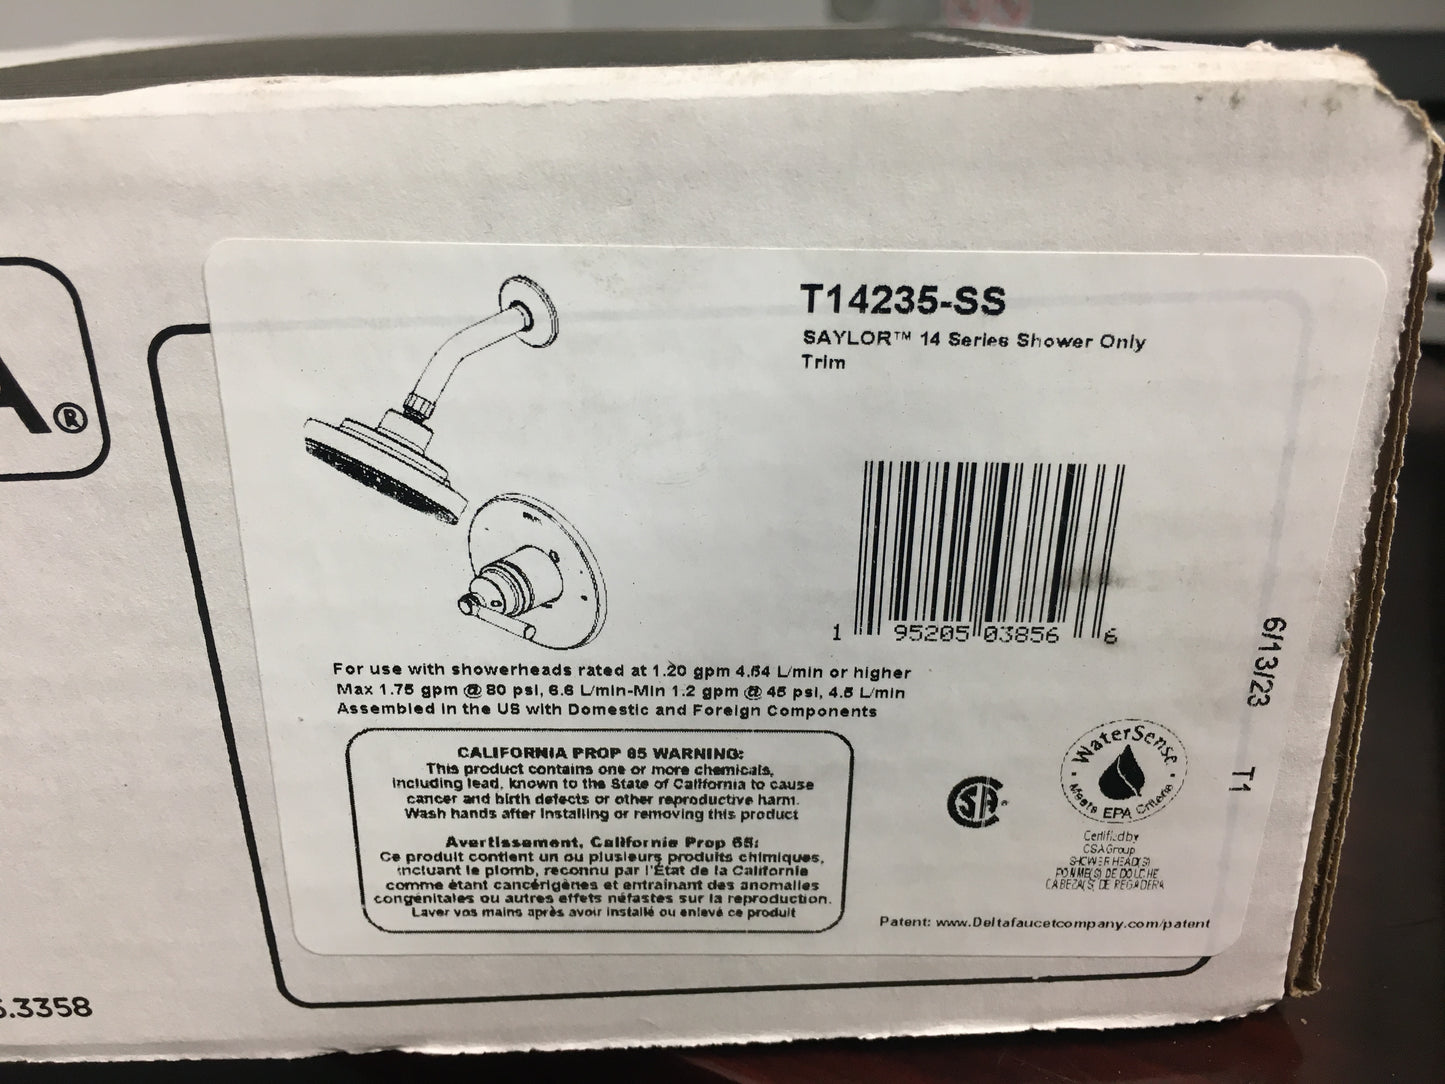 A®
T14235-SS
SAYLOR™ 14 Series Shower Only
Trim
1 95205 03856 6
For use with showerheads rated at 1.20 gpm 4.54 L/min or higher
Max 1.75 gpm @ 80 psi, 6.6 L/min-Min 1.2 gpm @ 45 psi, 4.5 L/min
Assembled in the US with Domestic and Foreign Components
CALIFORNIA PROP 65 WARNING:
This product contains one or more chemicals,
including lead, known to the State of California to cause
cancer and birth defects or other reproductive harm.
Wash hands after installing or removing this product
Avertissement, Californie Prop 65:
Ce produit contient un ou plusieurs produits chimiques,
incluant le plomb, reconnu par l'État de la Californie
comme étant cancérigènes et entraînant des anomalies
congénitales ou autres effets néfastes sur la reproduction.
Laver vos mains après avoir installé ou enlevé ce produit
CSA®
WaterSense
Meets EPA Criteria
Certified by
CSA Group
SHOWERHEAD(S)
POMME(S) DE DOUCHE
CABEZA(S) DE REGADERA
Patent: www.Deltafaucetcompany.com/patent
6/13/23 T1
.3358